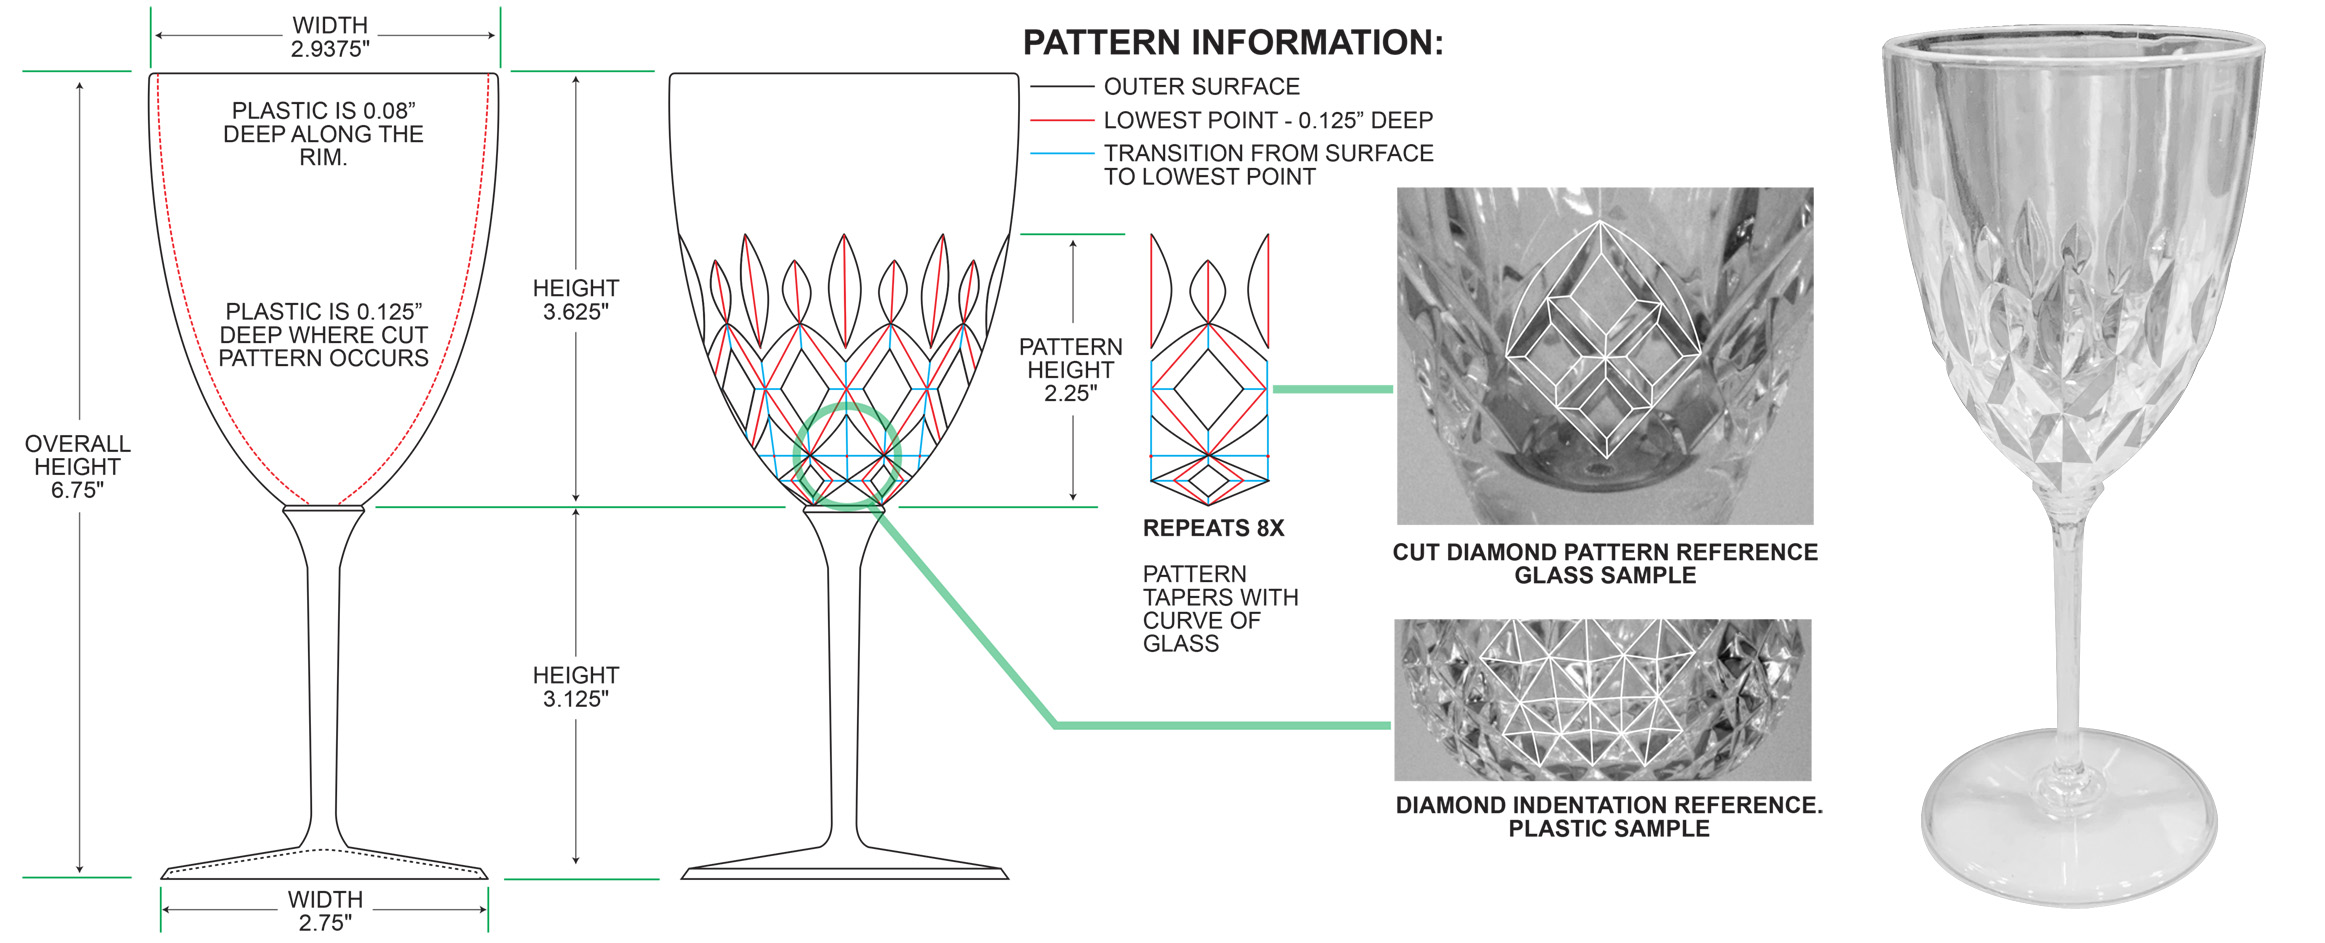 WIDTH
2.9375"
PLASTIC IS 0.08”
DEEP ALONG THE
RIM.
PLASTIC IS 0.125”
DEEP WHERE CUT
PATTERN OCCURS
OVERALL
HEIGHT
6.75"
WIDTH
2.75"
HEIGHT
3.625"
HEIGHT
3.125"
PATTERN INFORMATION:
OUTER SURFACE
LOWEST POINT - 0.125” DEEP
TRANSITION FROM SURFACE
TO LOWEST POINT
PATTERN
HEIGHT
2.25"
REPEATS 8X
PATTERN
TAPERS WITH
CURVE OF
GLASS
CUT DIAMOND PATTERN REFERENCE
GLASS SAMPLE
DIAMOND INDENTATION REFERENCE.
PLASTIC SAMPLE